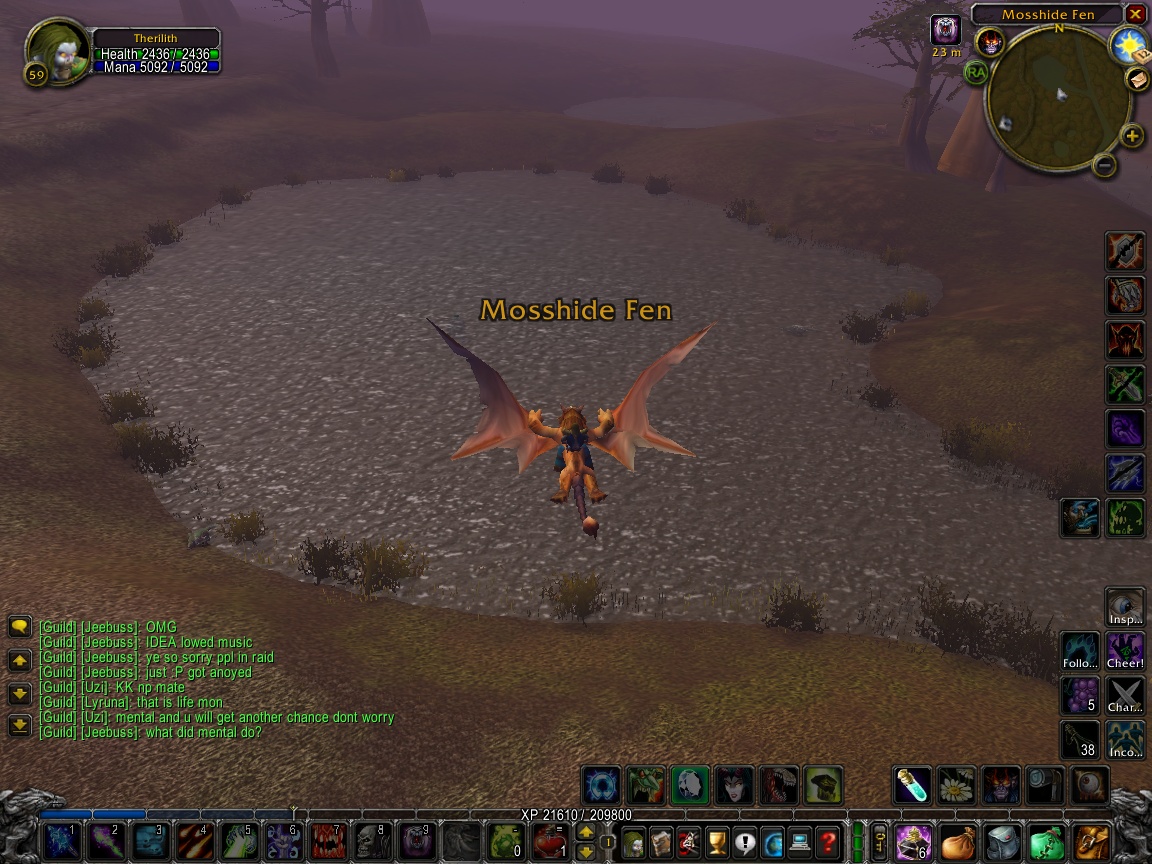 Therilith
Health 2436 / 2436
Mana 5092 / 5092
59
Mosshide Fen
N
23 m
RA
12
Mosshide Fen
Insp...
Follo...
Cheer!
5
Char...
38
Inco...
[Guild] [Jeebuss]: OMG
[Guild] [Jeebuss]: IDEA lowed music
[Guild] [Jeebuss]: ye so sorry ppl in raid
[Guild] [Jeebuss]: just :P got anoyed
[Guild] [Uzi]: KK np mate
[Guild] [Lyruna]: that is life mon
[Guild] [Uzi]: mental and u will get another chance dont worry
[Guild] [Jeebuss]: what did mental do?
XP 21610 / 209800
1 2 3 4 5 6 7 8 9 - =
0 1
1
6